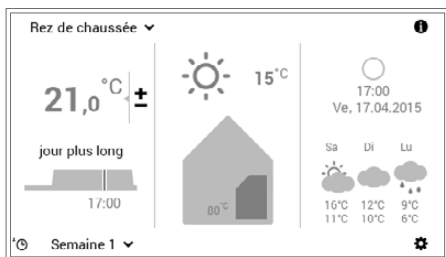 Rez de chaussée
21,0 °C ±
jour plus long
17:00
15°C
80°C
17:00
Ve, 17.04.2015
Sa Di Lu
16°C 12°C 9°C
11°C 10°C 6°C
Semaine 1